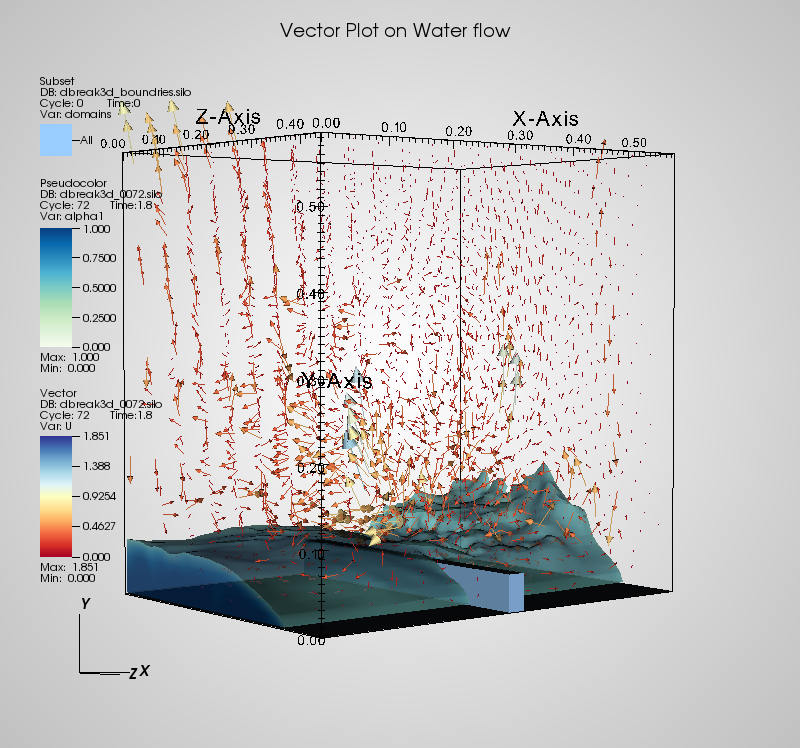 Vector Plot on Water flow
Subset
DB: dbreak3d_boundries.silo
Cycle: 0 Time:0
Var: domains
All
Pseudocolor
DB: dbreak3d_0072.silo
Cycle: 72 Time:1.8
Var: alpha1
1.000
0.7500
0.5000
0.2500
0.000
Max: 1.000
Min: 0.000
Vector
DB: dbreak3d_0072.silo
Cycle: 72 Time:1.8
Var: U
1.851
1.388
0.9254
0.4627
0.000
Max: 1.851
Min: 0.000
Z-Axis
0.00 0.10 0.20 0.30 0.40
X-Axis
0.00 0.10 0.20 0.30 0.40 0.50
Y-Axis
0.50
0.40
0.20
0.10
0.00
Y
Z X